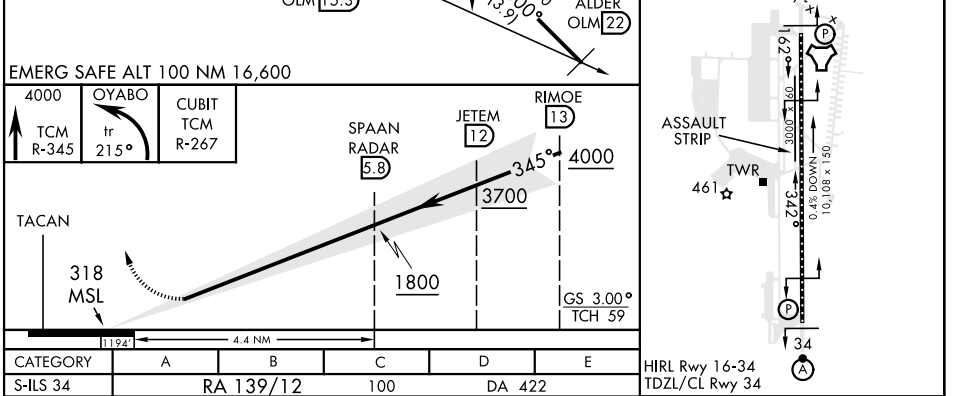 OLM 15.3
(13.9)
ALDER
OLM 22
EMERG SAFE ALT 100 NM 16,600
4000
TCM
R-345
OYABO
tr
215°
CUBIT
TCM
R-267
SPAAN
RADAR
5.8
JETEM
12
RIMOE
13
345°
4000
3700
1800
TACAN
318
MSL
GS 3.00°
TCH 59
1194'
4.4 NM
CATEGORY A B C D E
S-ILS 34 RA 139/12 100 DA 422
P
162°
3000 x 60
ASSAULT
STRIP
TWR
461
342°
0.4% DOWN
10,108 x 150
P
34
A
HIRL Rwy 16-34
TDZL/CL Rwy 34